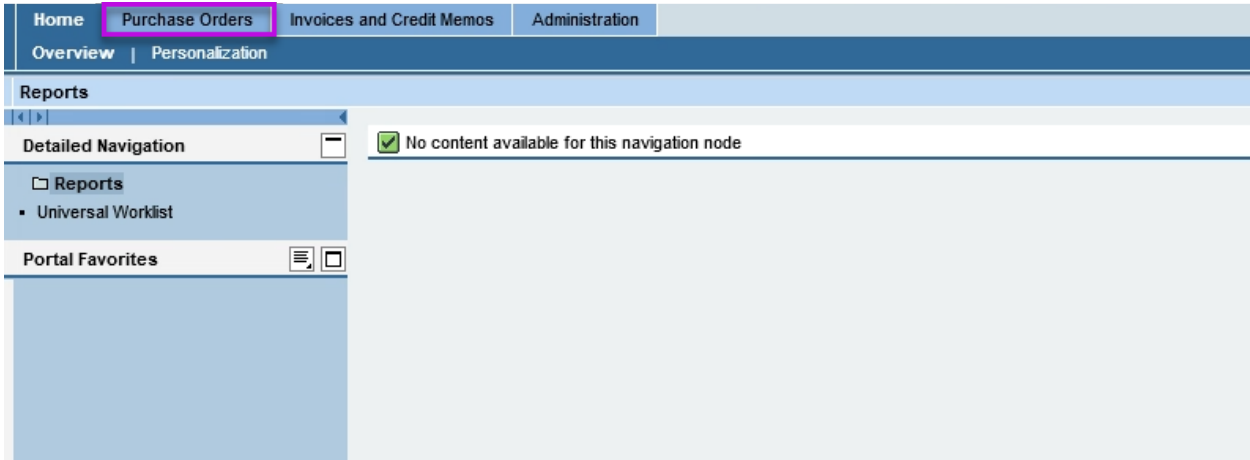 Home Purchase Orders Invoices and Credit Memos Administration
Overview | Personalization
Reports
Detailed Navigation
No content available for this navigation node
Reports
Universal Worklist
Portal Favorites